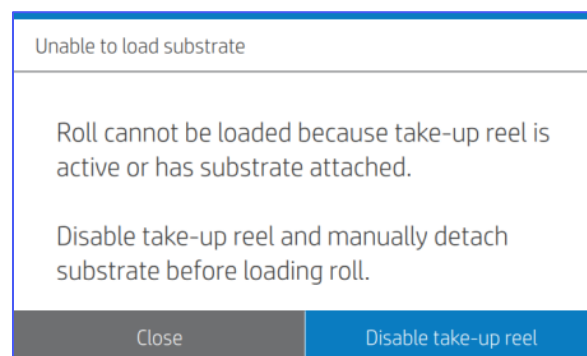 Unable to load substrate
Roll cannot be loaded because take-up reel is
active or has substrate attached.
Disable take-up reel and manually detach
substrate before loading roll.
Close
Disable take-up reel